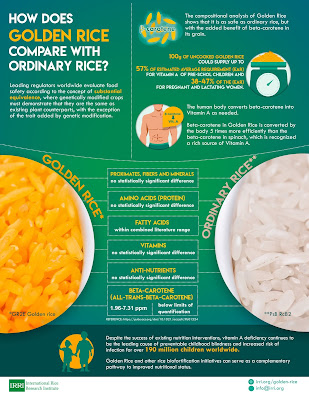 HOW DOES
GOLDEN RICE
COMPARE WITH
ORDINARY RICE?
Leading regulators worldwide evaluate food
safety according to the concept of substantial
equivalence, where genetically modified crops
must demonstrate that they are the same as
existing plant counterparts, with the exception
of the trait added by genetic modification.
β-carotene
The compositional analysis of Golden Rice
shows that it is as safe as ordinary rice, but
with the added benefit of beta-carotene in
its grain.
100g OF UNCOOKED GOLDEN RICE
COULD SUPPLY UP TO
57% OF ESTIMATED AVERAGE REQUIREMENT (EAR)
FOR VITAMIN A OF PRE-SCHOOL CHILDREN AND
38-47% OF THE EAR
FOR PREGNANT AND LACTATING WOMEN.
The human body converts beta-carotene into
Vitamin A as needed.
Beta-carotene in Golden Rice is converted by
the body 3 times more efficiently than the
beta-carotene in spinach, which is recognized
a rich source of Vitamin A.
GOLDEN RICE*
ORDINARY RICE**
PROXIMATES, FIBERS AND MINERALS
no statistically significant difference
AMINO ACIDS (PROTEIN)
no statistically significant difference
FATTY ACIDS
within combined literature range
VITAMINS
no statistically significant difference
ANTI-NUTRIENTS
no statistically significant difference
BETA-CAROTENE
(ALL-TRANS-BETA-CAROTENE)
1.96-7.31 ppm
below limits of
quantification
*GR2E Golden rice
**PSB Rc82
Despite the success of existing nutrition interventions, vitamin A deficiency continues to
be the leading cause of preventable childhood blindness and increased risk of
infection for over 190 million children worldwide.
Golden Rice and other rice biofortification initiatives can serve as a complementary
pathway to improved nutritional status.
IRRI
International Rice
Research Institute
irri.org/golden-rice
info@irri.org